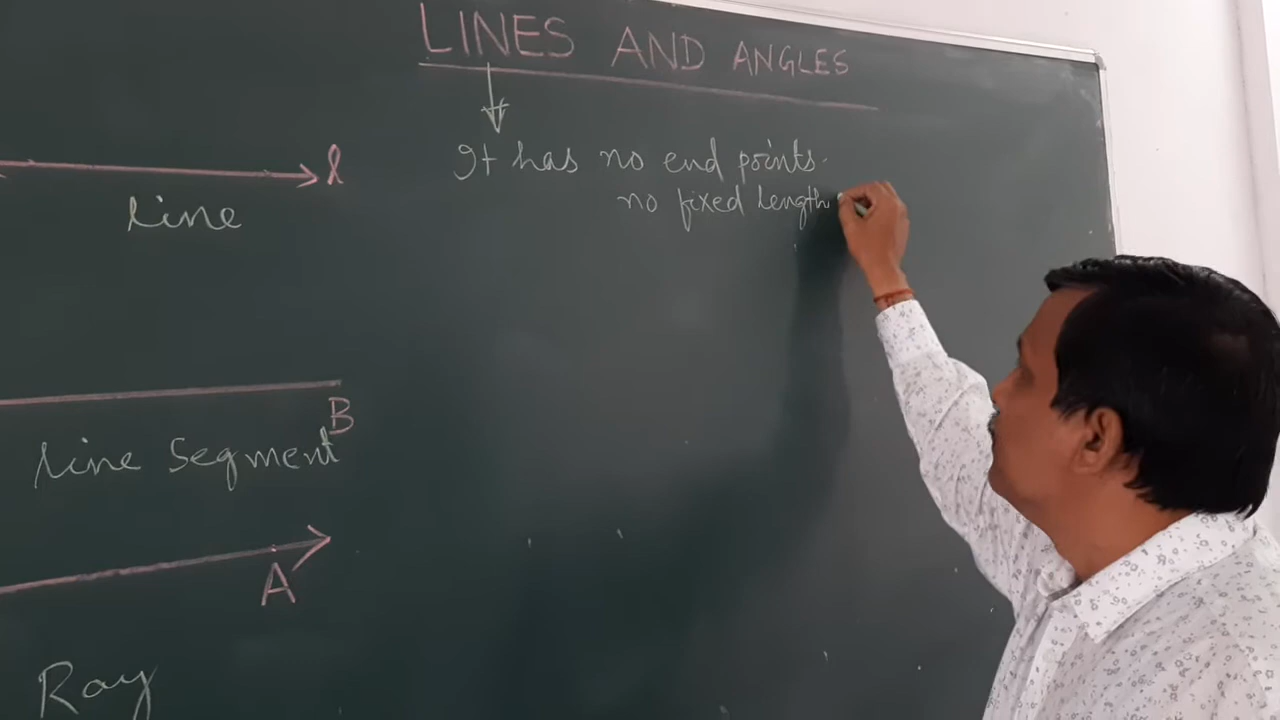 LINES AND ANGLES
It has no end points.
no fixed length
l
line
B
line segment
A
Ray